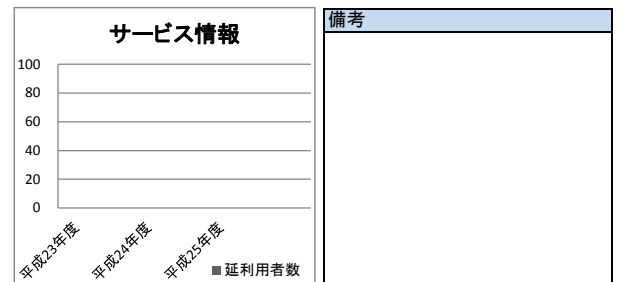 サービス情報
100
80
60
40
20
0
平成23年度
平成24年度
平成25年度
延利用者数
備考